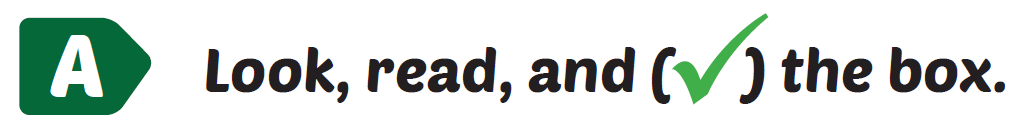 A Look, read, and (✓) the box.